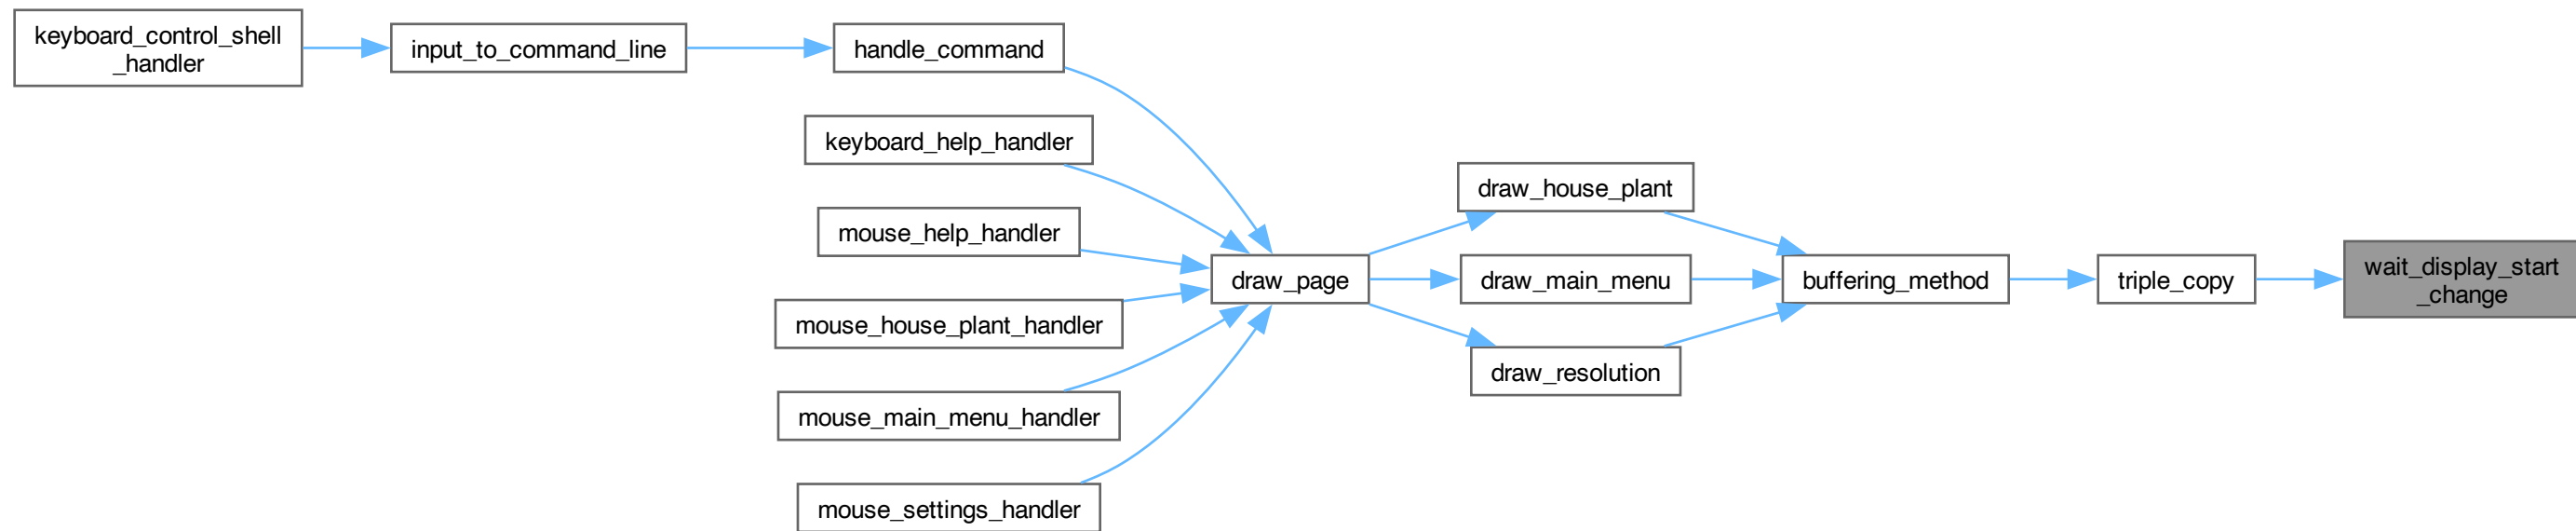 keyboard_control_shell
_handler
input_to_command_line
handle_command
keyboard_help_handler
mouse_help_handler
mouse_house_plant_handler
mouse_main_menu_handler
mouse_settings_handler
draw_page
draw_house_plant
draw_main_menu
draw_resolution
buffering_method
triple_copy
wait_display_start
_change